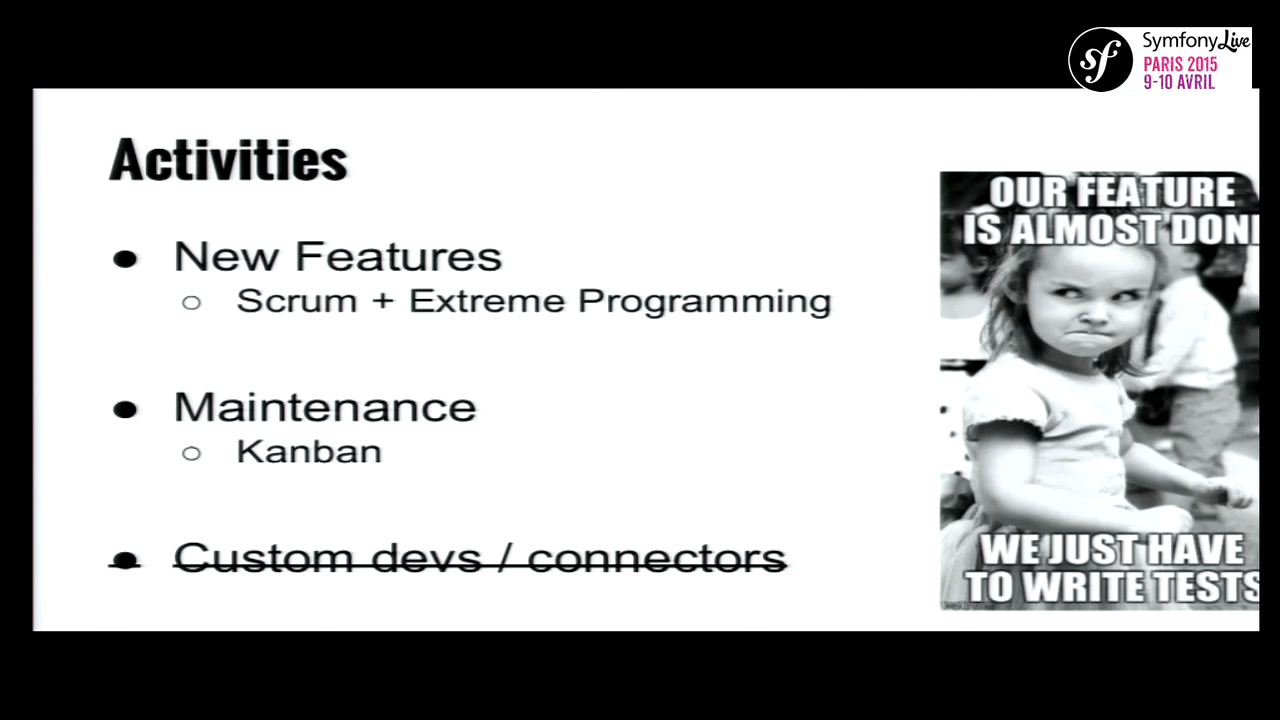 SymfonyLive
PARIS 2015
9-10 AVRIL
Activities
● New Features
○ Scrum + Extreme Programming
● Maintenance
○ Kanban
● Custom devs / connectors
OUR FEATURE
IS ALMOST DON
WE JUST HAVE
TO WRITE TESTS